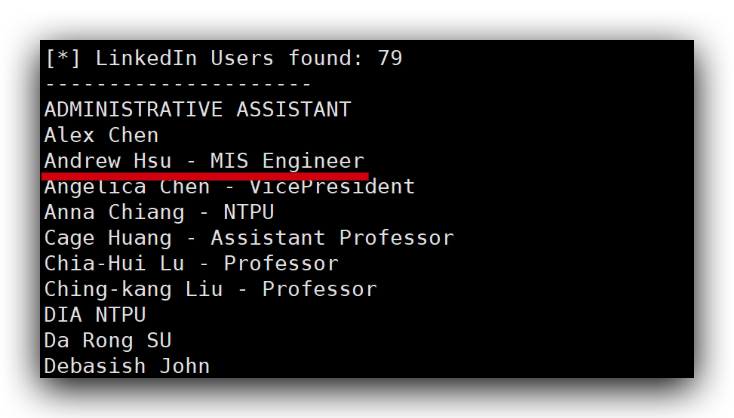 [*] LinkedIn Users found: 79
---------------------
ADMINISTRATIVE ASSISTANT
Alex Chen
Andrew Hsu - MIS Engineer
Angelica Chen - VicePresident
Anna Chiang - NTPU
Cage Huang - Assistant Professor
Chia-Hui Lu - Professor
Ching-kang Liu - Professor
DIA NTPU
Da Rong SU
Debasish John